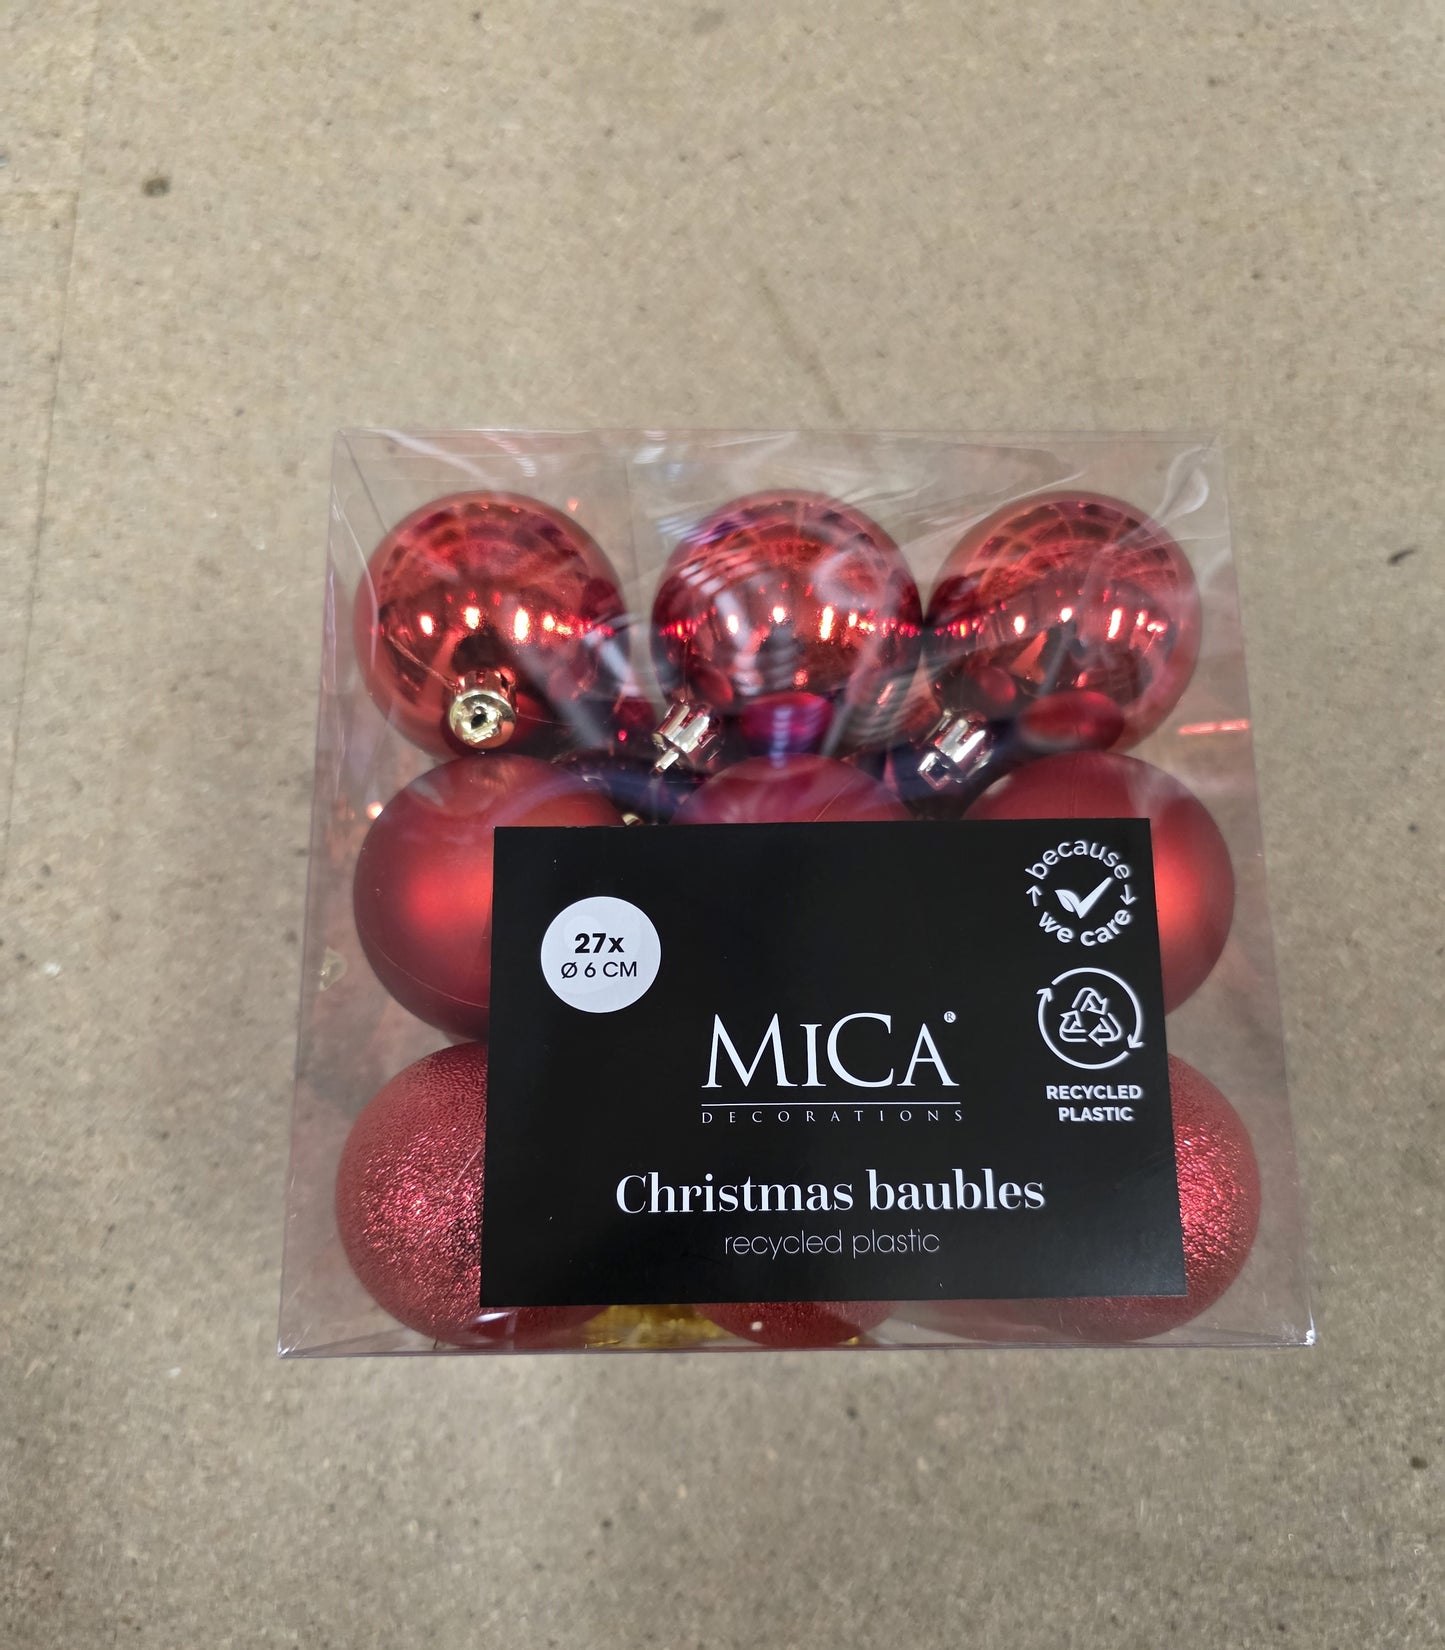 because
we care
27x
Ø 6 CM
MiCA®
DECORATIONS
RECYCLED
PLASTIC
Christmas baubles
recycled plastic